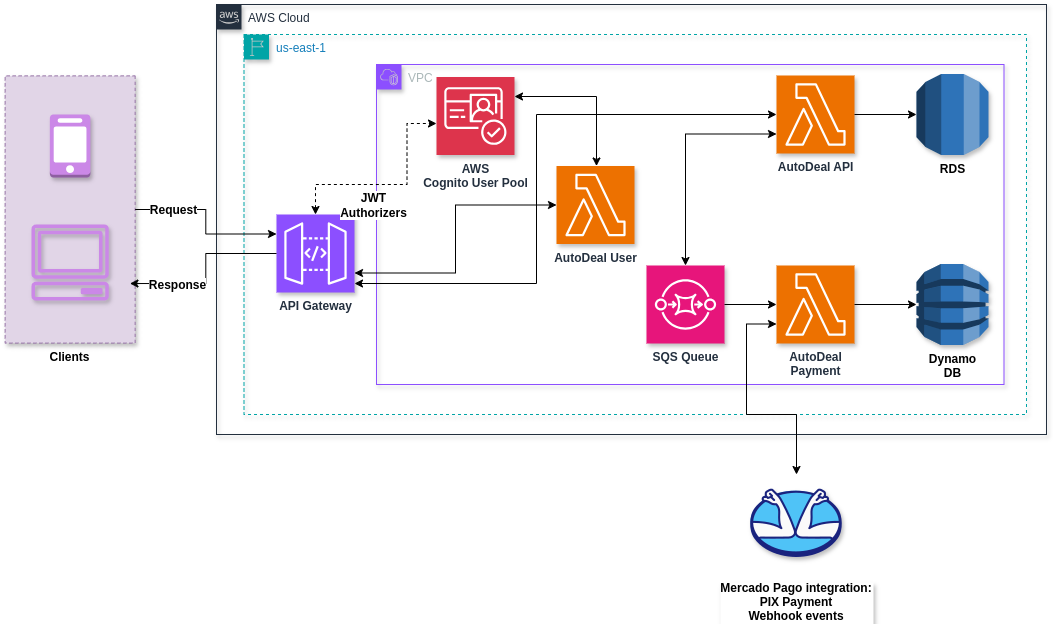 aws
AWS Cloud
us-east-1
VPC
AWS
Cognito User Pool
AutoDeal API
RDS
JWT
Authorizers
Request
AutoDeal User
Response
API Gateway
Clients
SQS Queue
AutoDeal
Payment
Dynamo
DB
Mercado Pago integration:
PIX Payment
Webhook events